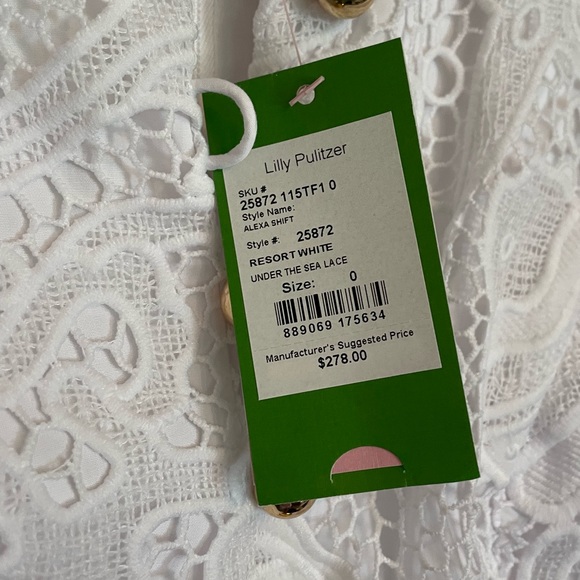 Lilly Pulitzer
SKU #
25872 115TF1 0
Style Name:
ALEXA SHIFT
Style #: 25872
RESORT WHITE
UNDER THE SEA LACE
Size: 0
889069 175634
Manufacturer's Suggested Price
$278.00